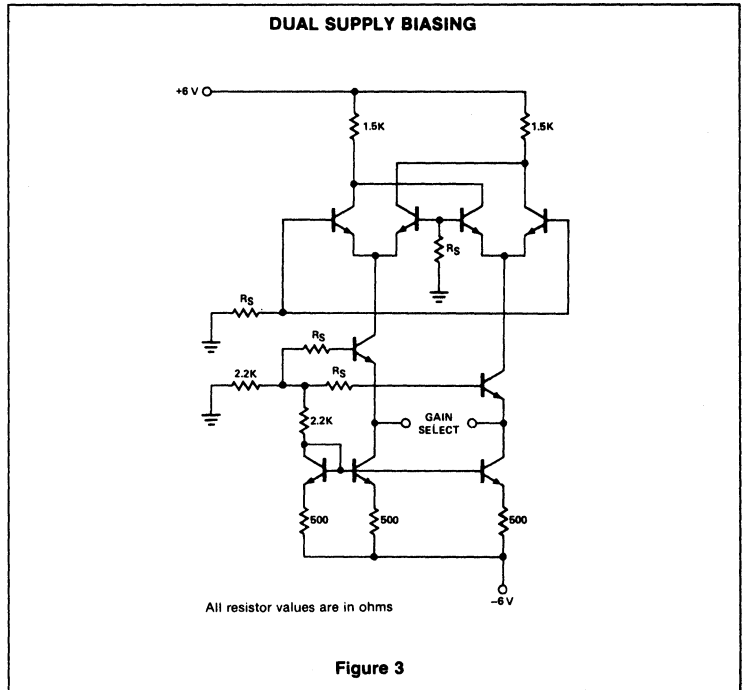 DUAL SUPPLY BIASING
+6 V
1.5K
1.5K
RS
RS
RS
2.2K
RS
GAIN
SELECT
2.2K
500
500
500
-6 V
All resistor values are in ohms
Figure 3